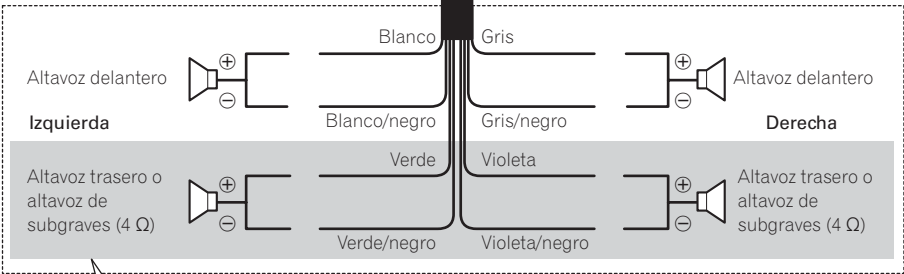 Blanco
Gris
⊕
⊕
Altavoz delantero
Altavoz delantero
⊖
⊖
Izquierda
Blanco/negro
Gris/negro
Derecha
Verde
Violeta
Altavoz trasero o
altavoz de
subgraves (4 Ω)
⊕
⊖
⊕
⊖
Altavoz trasero o
altavoz de
subgraves (4 Ω)
Verde/negro
Violeta/negro